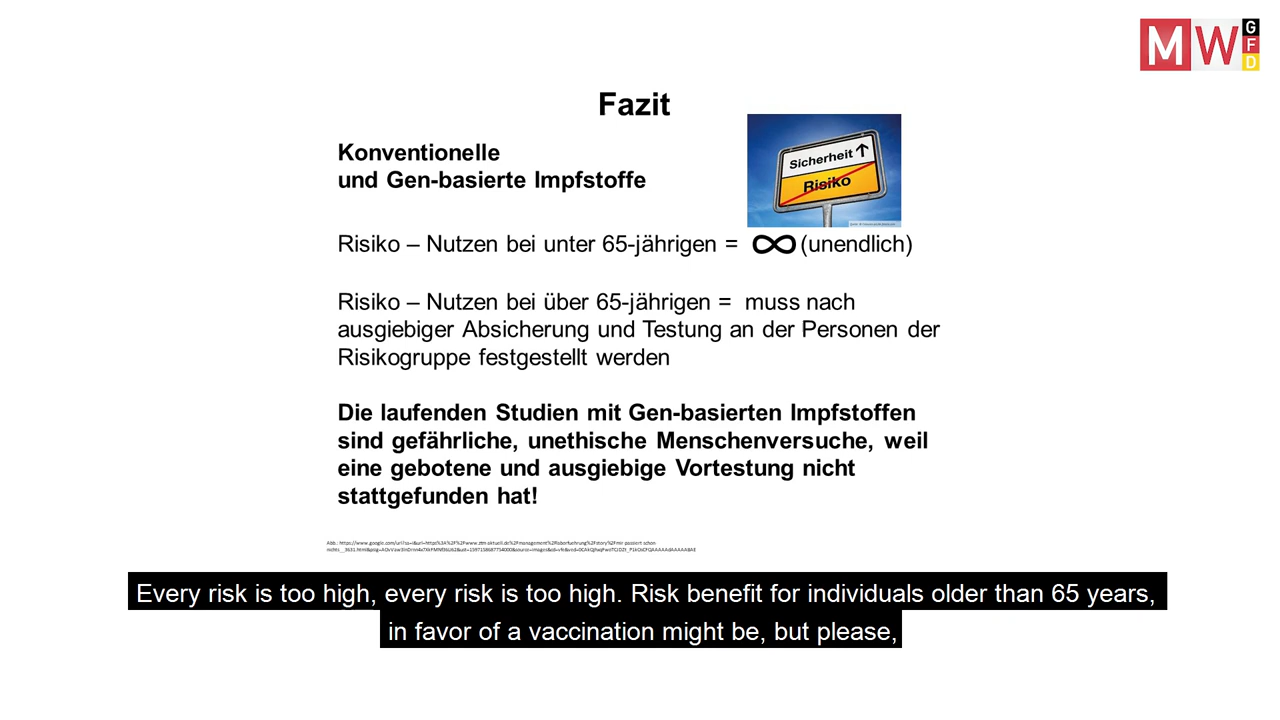 MW
G
F
D
Fazit
Konventionelle
und Gen-basierte Impfstoffe
Sicherheit ↑
Risiko
Risiko – Nutzen bei unter 65-jährigen = ∞ (unendlich)
Risiko – Nutzen bei über 65-jährigen = muss nach
ausgiebiger Absicherung und Testung an der Personen der
Risikogruppe festgestellt werden
Die laufenden Studien mit Gen-basierten Impfstoffen
sind gefährliche, unethische Menschenversuche, weil
eine gebotene und ausgiebige Vortestung nicht
stattgefunden hat!
Every risk is too high, every risk is too high. Risk benefit for individuals older than 65 years,
in favor of a vaccination might be, but please,